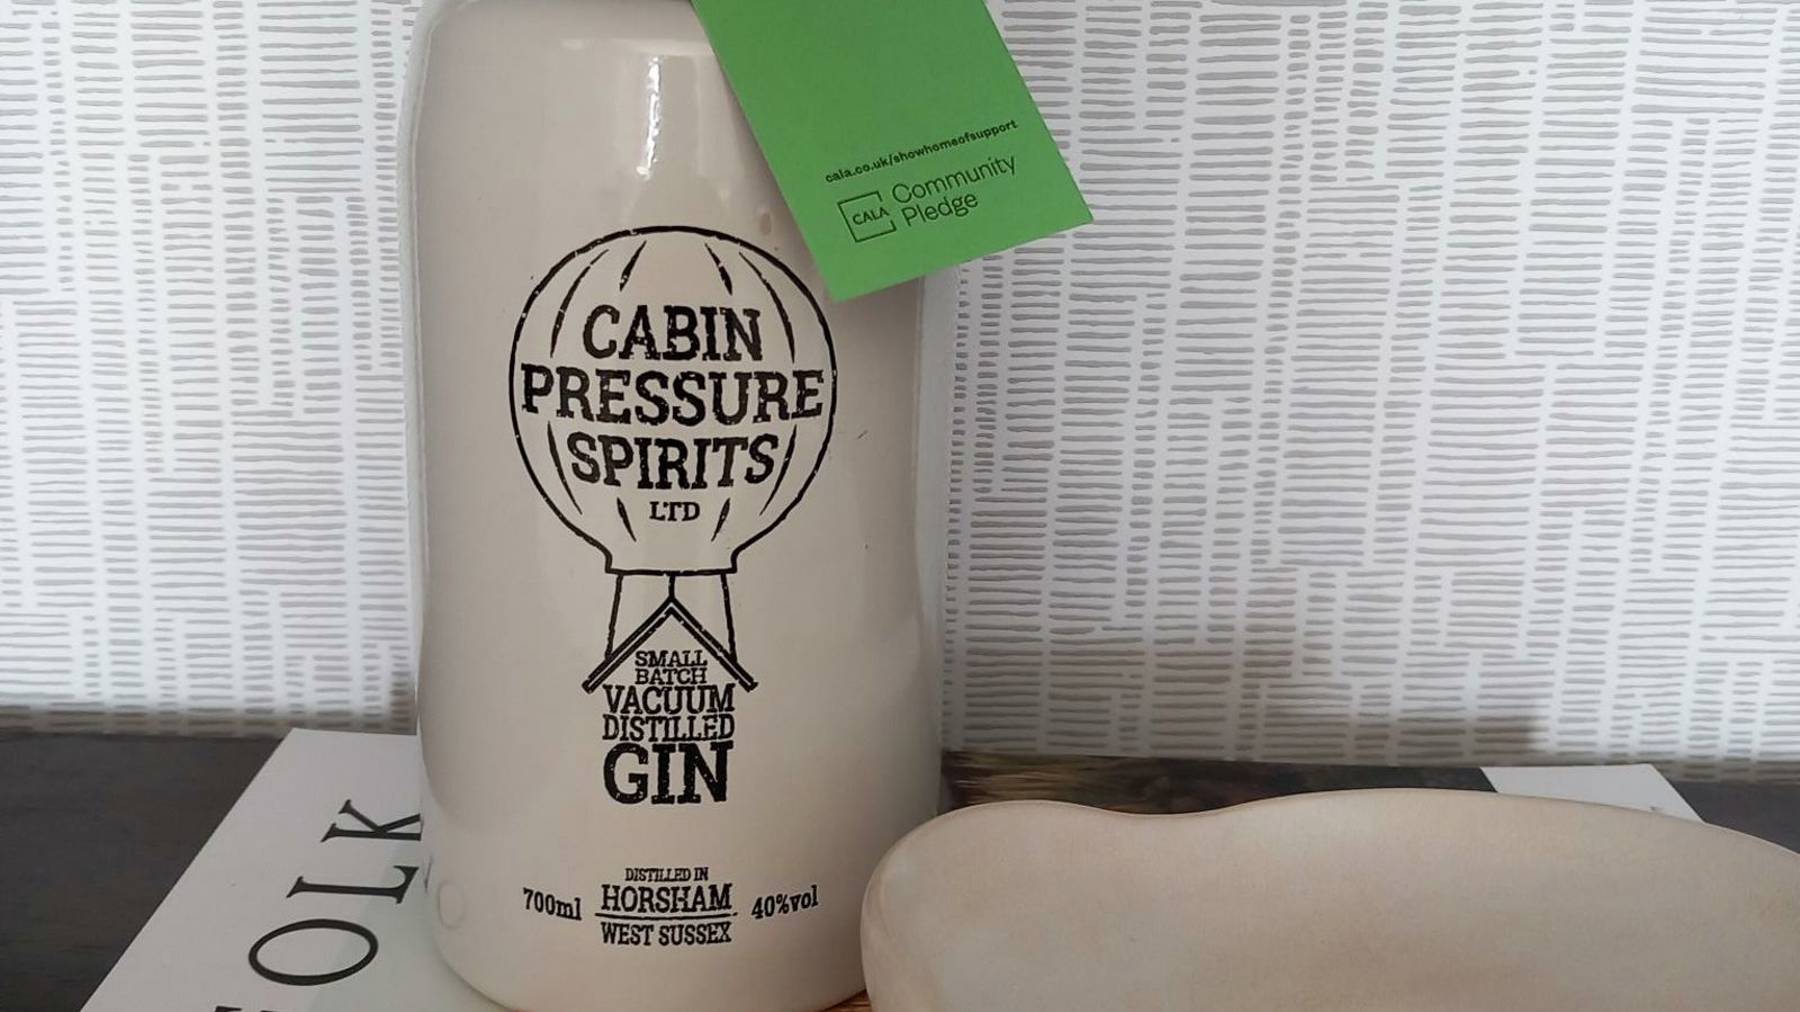 cala.co.uk/showhomeofsupport
CALA
Community
Pledge
CABIN
PRESSURE
SPIRITS
LTD
SMALL
BATCH
VACUUM
DISTILLED
GIN
DISTILLED IN
700ml HORSHAM 40%vol
WEST SUSSEX
OLK